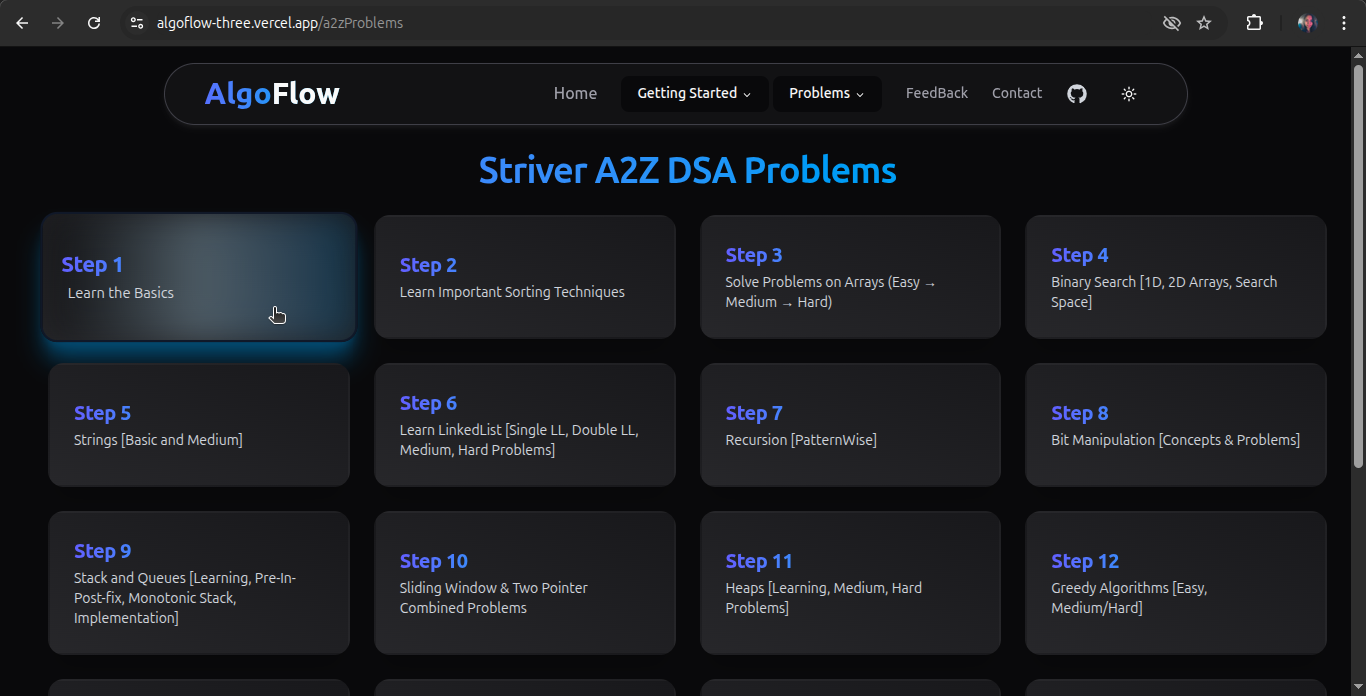 algoflow-three.vercel.app/a2zProblems
AlgoFlow
Home
Getting Started
Problems
FeedBack
Contact
Striver A2Z DSA Problems
Step 1
Learn the Basics
Step 2
Learn Important Sorting Techniques
Step 3
Solve Problems on Arrays (Easy →
Medium → Hard)
Step 4
Binary Search [1D, 2D Arrays, Search
Space]
Step 5
Strings [Basic and Medium]
Step 6
Learn LinkedList [Single LL, Double LL,
Medium, Hard Problems]
Step 7
Recursion [PatternWise]
Step 8
Bit Manipulation [Concepts & Problems]
Step 9
Stack and Queues [Learning, Pre-In-
Post-fix, Monotonic Stack,
Implementation]
Step 10
Sliding Window & Two Pointer
Combined Problems
Step 11
Heaps [Learning, Medium, Hard
Problems]
Step 12
Greedy Algorithms [Easy,
Medium/Hard]